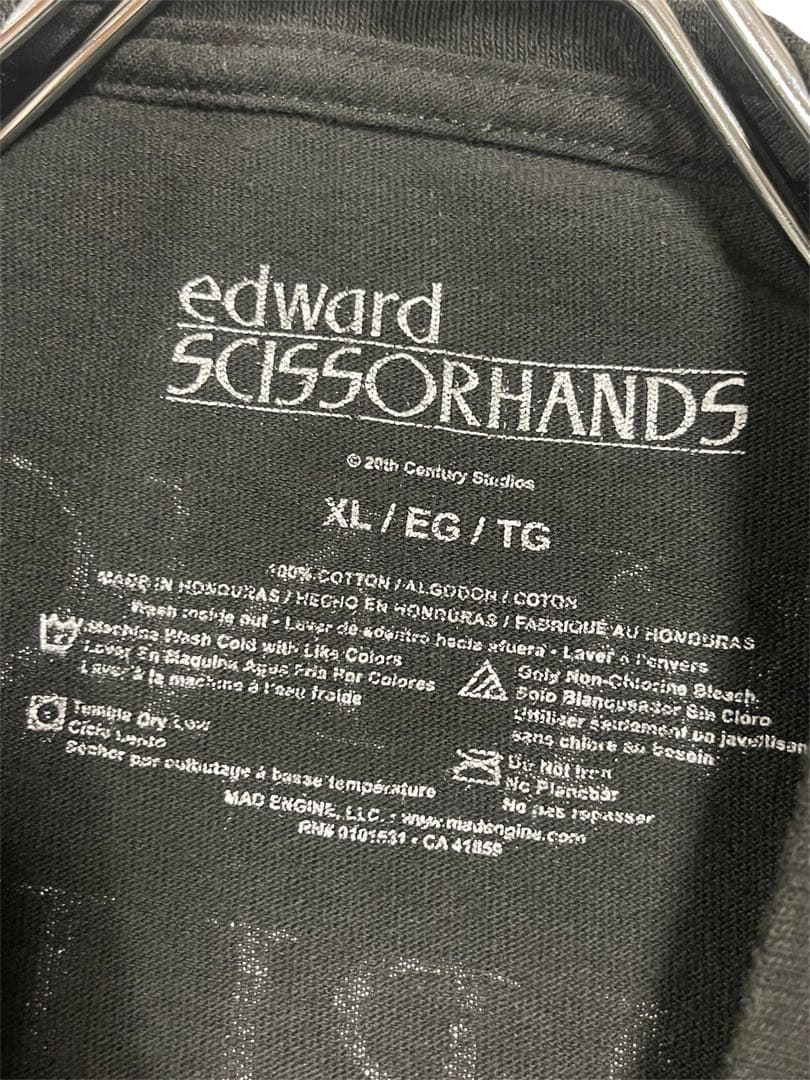 edward
SCISSORHANDS
© 20th Century Studios
XL / EG / TG
100% COTTON / ALGODON / COTON
MADE IN HONDURAS / HECHO EN HONDURAS / FABRIQUÉ AU HONDURAS
Wash inside out - Laver de adentro hacia afuera - Laver à l'envers
Machine Wash Cold with Like Colors
Laver En Maquina Agua Fria Por Colores
Laver à la machine à l'eau froide
Only Non-Chlorine Bleach
Solo Blanqueador Sin Cloro
Utiliser seulement un javellisan
sans chlore au besoin
Tumble Dry Low
Ciclo Lento
Sécher par culbutage à basse température
Do Not Iron
No Planchar
No pas repasser
MAD ENGINE, LLC. • www.madengine.com
RN# 0101531 • CA 41859